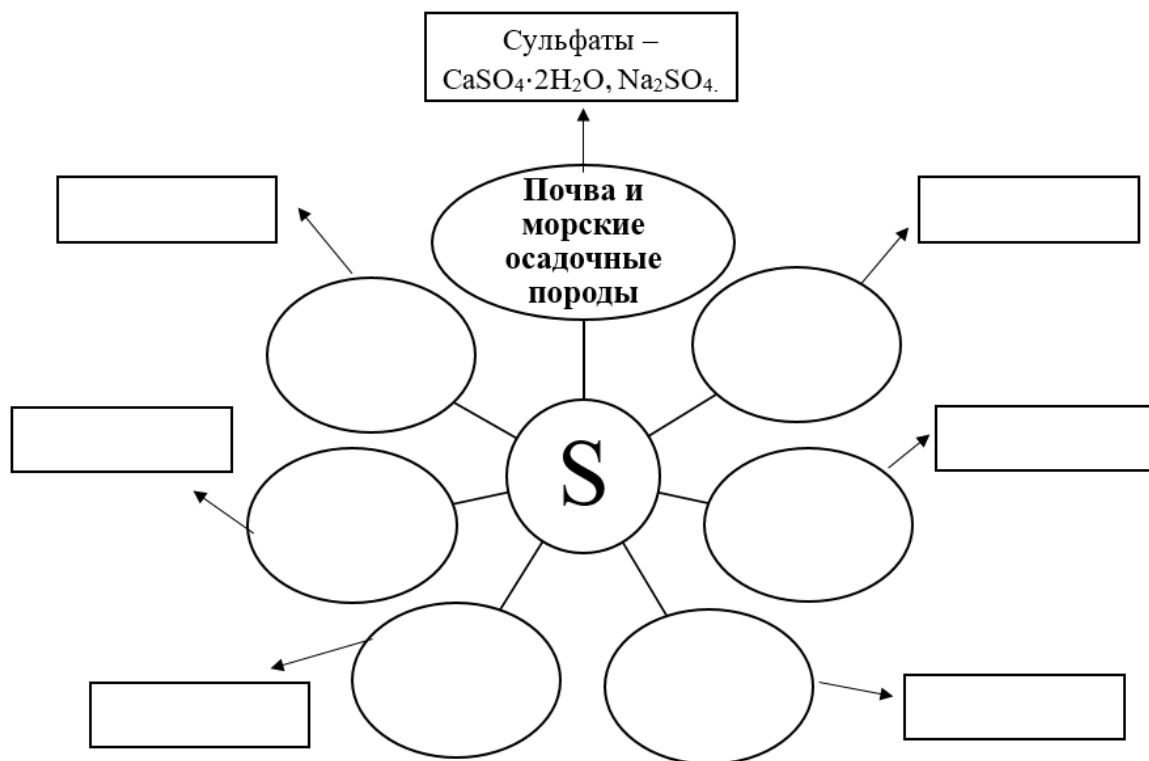 Сульфаты –
CaSO₄·2H₂O, Na₂SO₄.
Почва и
морские
осадочные
породы
S